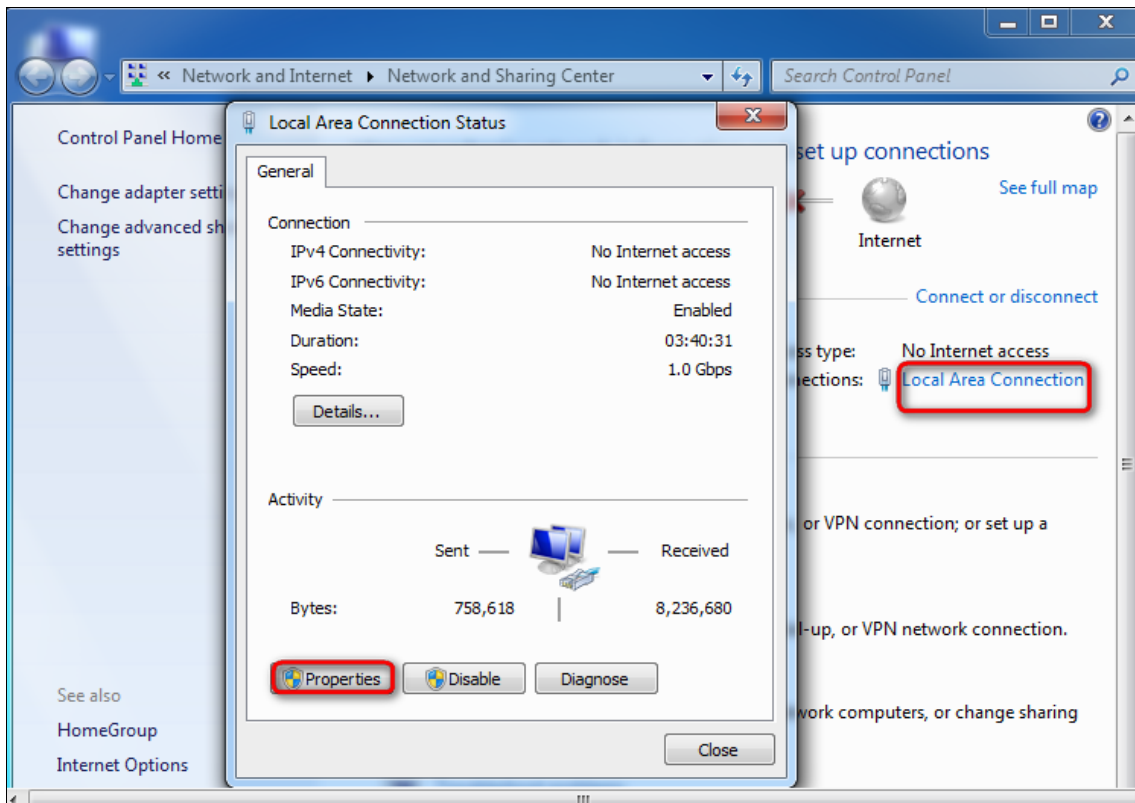 « Network and Internet ▸ Network and Sharing Center
Search Control Panel
Control Panel Home
Change adapter setti
Change advanced sh
settings
See also
HomeGroup
Internet Options
Local Area Connection Status
General
Connection
IPv4 Connectivity: No Internet access
IPv6 Connectivity: No Internet access
Media State: Enabled
Duration: 03:40:31
Speed: 1.0 Gbps
Details...
Activity
Sent Received
Bytes: 758,618 8,236,680
Properties Disable Diagnose
Close
set up connections
See full map
Internet
Connect or disconnect
ss type: No Internet access
ections: Local Area Connection
or VPN connection; or set up a
l-up, or VPN network connection.
work computers, or change sharing